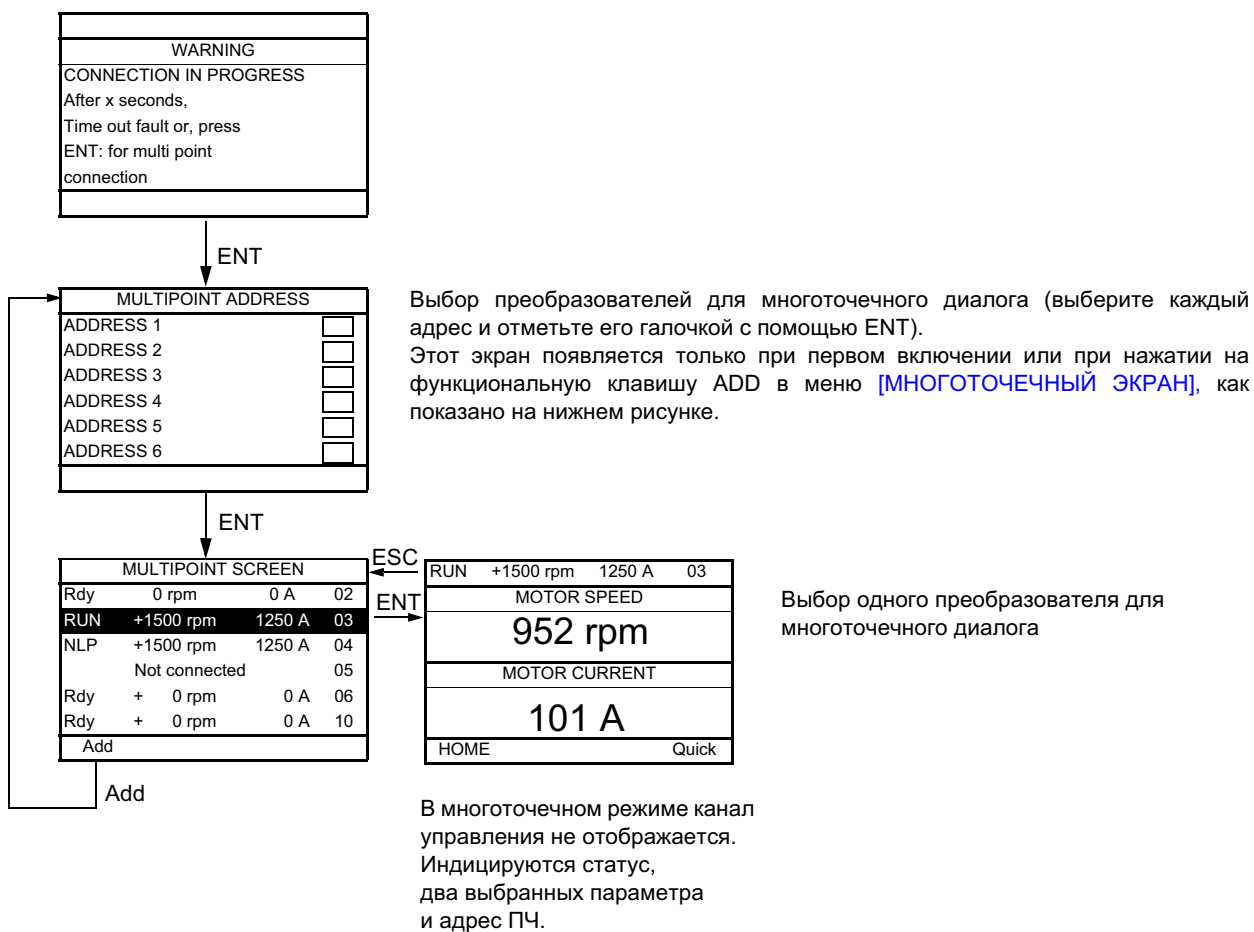 WARNING
CONNECTION IN PROGRESS
After x seconds,
Time out fault or, press
ENT: for multi point
connection
ENT
MULTIPOINT ADDRESS
ADDRESS 1
ADDRESS 2
ADDRESS 3
ADDRESS 4
ADDRESS 5
ADDRESS 6
Выбор преобразователей для многоточечного диалога (выберите каждый
адрес и отметьте его галочкой с помощью ENT).
Этот экран появляется только при первом включении или при нажатии на
функциональную клавишу ADD в меню [МНОГОТОЧЕЧНЫЙ ЭКРАН], как
показано на нижнем рисунке.
ENT
MULTIPOINT SCREEN
Rdy 0 rpm 0 A 02
RUN +1500 rpm 1250 A 03
NLP +1500 rpm 1250 A 04
Not connected 05
Rdy + 0 rpm 0 A 06
Rdy + 0 rpm 0 A 10
Add
Add
ESC
ENT
RUN +1500 rpm 1250 A 03
MOTOR SPEED
952 rpm
MOTOR CURRENT
101 A
HOME Quick
Выбор одного преобразователя для
многоточечного диалога
В многоточечном режиме канал
управления не отображается.
Индицируются статус,
два выбранных параметра
и адрес ПЧ.